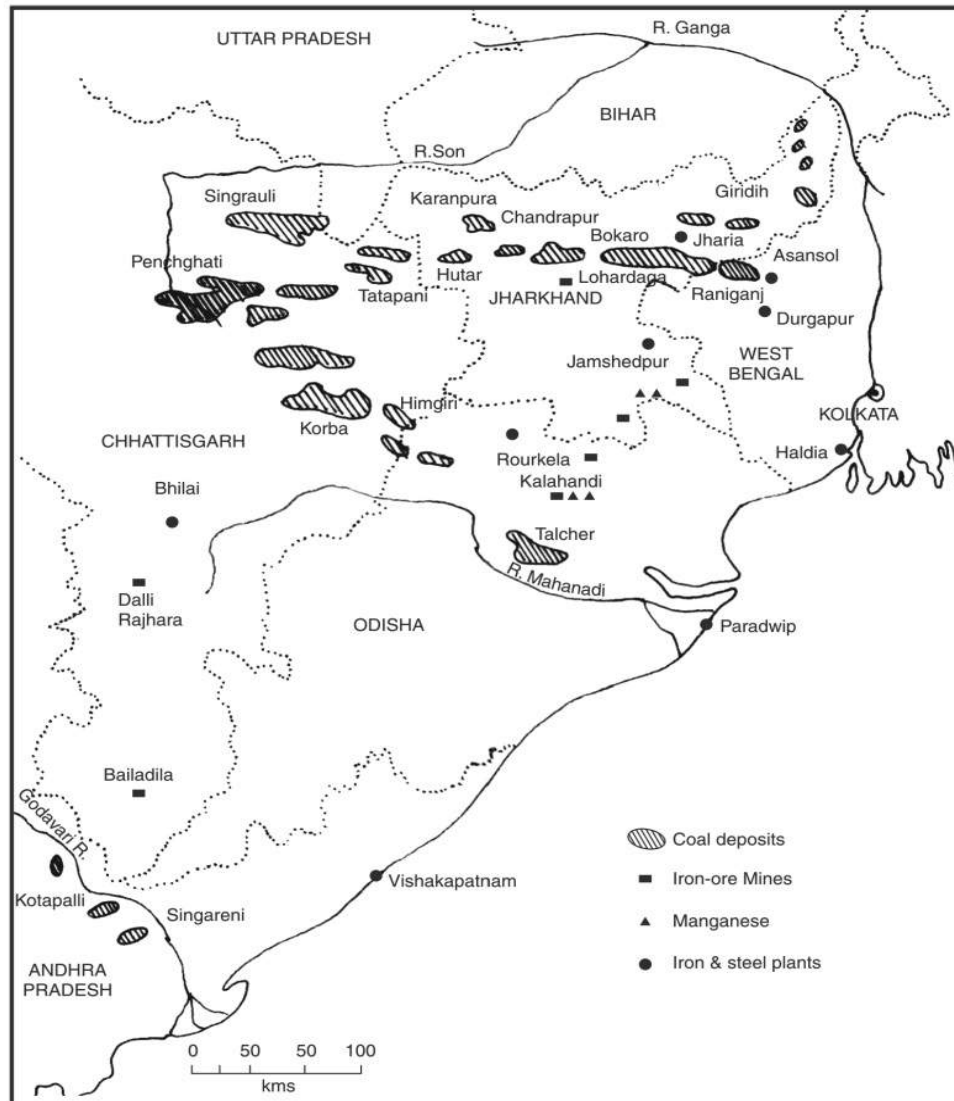 UTTAR PRADESH
R. Ganga
BIHAR
R.Son
Singrauli
Karanpura
Giridih
Chandrapur
Bokaro
Jharia
Penchghati
Tatapani
Hutar
Lohardaga
Asansol
JHARKHAND
Raniganj
Durgapur
Jamshedpur
WEST
BENGAL
Himgiri
Korba
KOLKATA
CHHATTISGARH
Rourkela
Haldia
Kalahandi
Bhilai
Talcher
R. Mahanadi
Dalli
Rajhara
ODISHA
Paradwip
Bailadila
Godavari R.
Coal deposits
Vishakapatnam
Iron-ore Mines
Kotapalli
Singareni
Manganese
ANDHRA
PRADESH
Iron & steel plants
0 50 50 100
kms